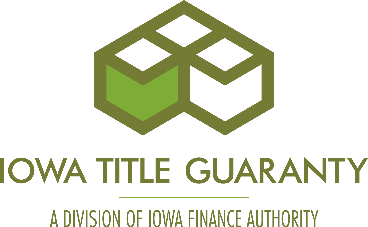 IOWA TITLE GUARANTY
A DIVISION OF IOWA FINANCE AUTHORITY